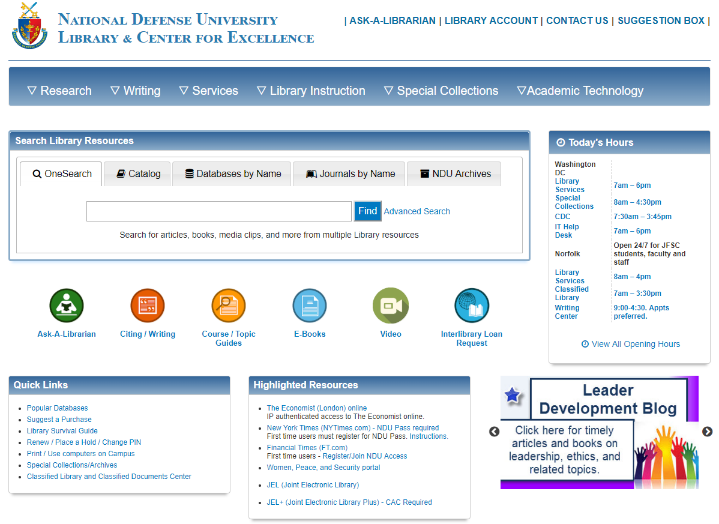 NATIONAL DEFENSE UNIVERSITY
LIBRARY & CENTER FOR EXCELLENCE
| ASK-A-LIBRARIAN | LIBRARY ACCOUNT | CONTACT US | SUGGESTION BOX |
▽ Research ▽ Writing ▽ Services ▽ Library Instruction ▽ Special Collections ▽Academic Technology
Search Library Resources
OneSearch Catalog Databases by Name Journals by Name NDU Archives
Find Advanced Search
Search for articles, books, media clips, and more from multiple Library resources
Ask-A-Librarian
Citing / Writing
Course / Topic
Guides
E-Books
Video
Interlibrary Loan
Request
Today's Hours
Washington
DC
Library
Services 7am – 6pm
Special
Collections 8am – 4:30pm
CDC 7:30am – 3:45pm
IT Help
Desk 7am – 6pm
Norfolk Open 24/7 for JFSC
students, faculty and
staff
Library
Services 8am – 4pm
Classified
Library 7am – 3:30pm
Writing
Center 9:00-4:30. Appts
preferred.
View All Opening Hours
Quick Links
Popular Databases
Suggest a Purchase
Library Survival Guide
Renew / Place a Hold / Change PIN
Print / Use computers on Campus
Special Collections/Archives
Classified Library and Classified Documents Center
Highlighted Resources
The Economist (London) online
IP authenticated access to The Economist online.
New York Times (NYTimes.com) - NDU Pass required
First time users must register for NDU Pass. Instructions.
Financial Times (FT.com)
First time users - Register/Join NDU Access
Women, Peace, and Security portal
JEL (Joint Electronic Library)
JEL+ (Joint Electronic Library Plus) - CAC Required
Leader
Development Blog
Click here for timely
articles and books on
leadership, ethics, and
related topics.